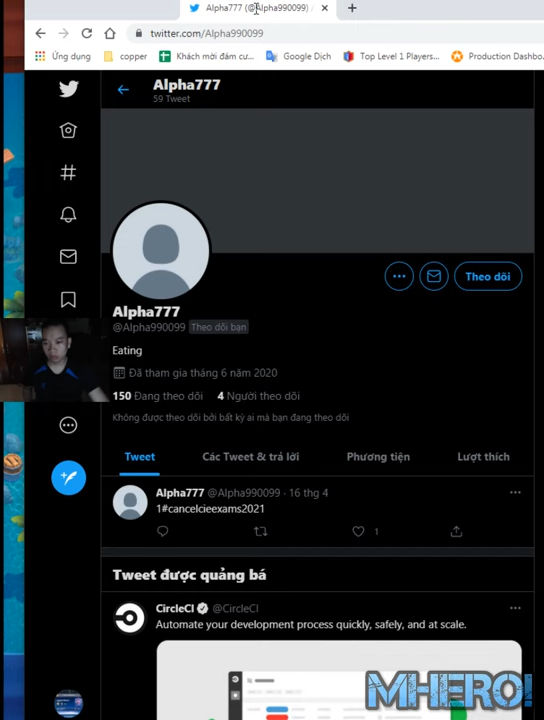 Alpha777 (@Alpha990099) /
twitter.com/Alpha990099
Ứng dụng
copper
Khách mời đám cư...
Google Dịch
Top Level 1 Players...
Production Dashbo
Alpha777
59 Tweet
Theo dõi
Alpha777
@Alpha990099 Theo dõi bạn
Eating
Đã tham gia tháng 6 năm 2020
150 Đang theo dõi 4 Người theo dõi
Không được theo dõi bởi bất kỳ ai mà bạn đang theo dõi
Tweet
Các Tweet & trả lời
Phương tiện
Lượt thích
Alpha777 @Alpha990099 · 16 thg 4
1#cancelcieexams2021
1
Tweet được quảng bá
CircleCI @CircleCI
Automate your development process quickly, safely, and at scale.
MHERO!